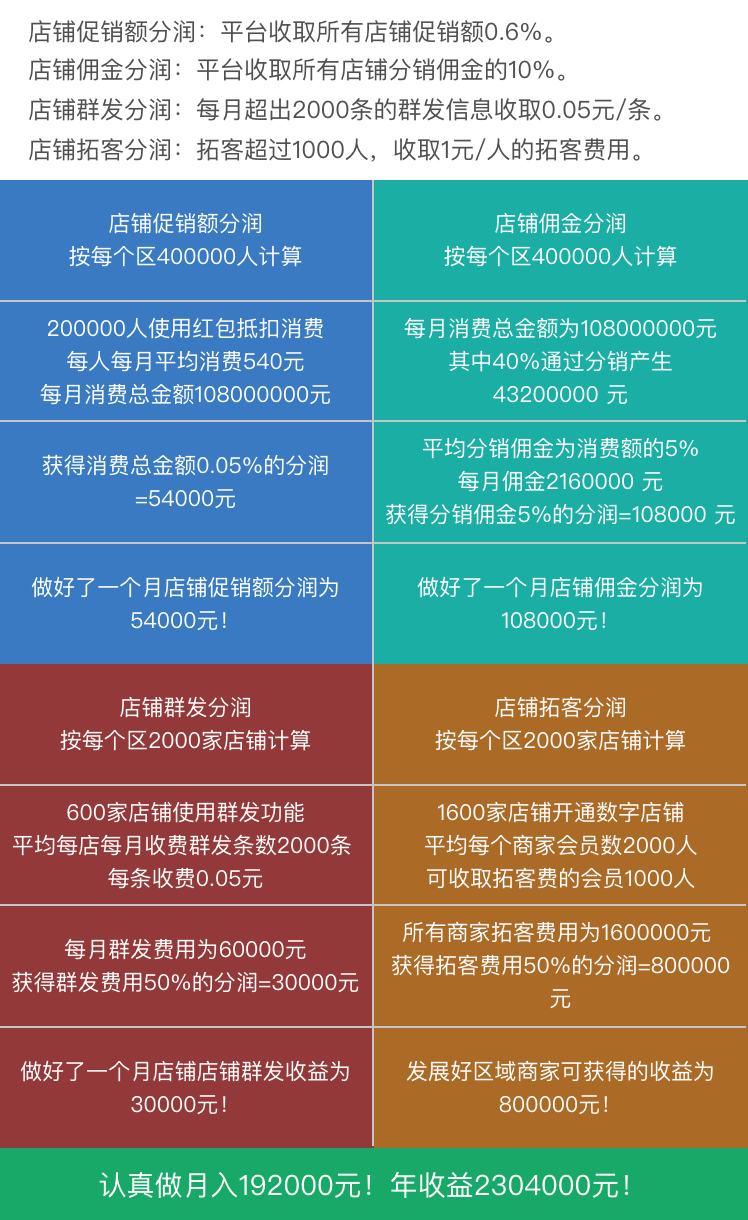 店铺促销额分润：平台收取所有店铺促销额0.6%。
店铺佣金分润：平台收取所有店铺分销佣金的10%。
店铺群发分润：每月超出2000条的群发信息收取0.05元/条。
店铺拓客分润：拓客超过1000人，收取1元/人的拓客费用。
店铺促销额分润
按每个区400000人计算
店铺佣金分润
按每个区400000人计算
200000人使用红包抵扣消费
每人每月平均消费540元
每月消费总金额108000000元
每月消费总金额为108000000元
其中40%通过分销产生
43200000 元
获得消费总金额0.05%的分润
=54000元
平均分销佣金为消费额的5%
每月佣金2160000 元
获得分销佣金5%的分润=108000 元
做好了一个月店铺促销额分润为
54000元！
做好了一个月店铺佣金分润为
108000元！
店铺群发分润
按每个区2000家店铺计算
店铺拓客分润
按每个区2000家店铺计算
600家店铺使用群发功能
平均每店每月收费群发条数2000条
每条收费0.05元
1600家店铺开通数字店铺
平均每个商家会员数2000人
可收取拓客费的会员1000人
每月群发费用为60000元
获得群发费用50%的分润=30000元
所有商家拓客费用为1600000元
获得拓客费用50%的分润=800000
元
做好了一个月店铺店铺群发收益为
30000元！
发展好区域商家可获得的收益为
800000元！
认真做月入192000元！年收益2304000元！